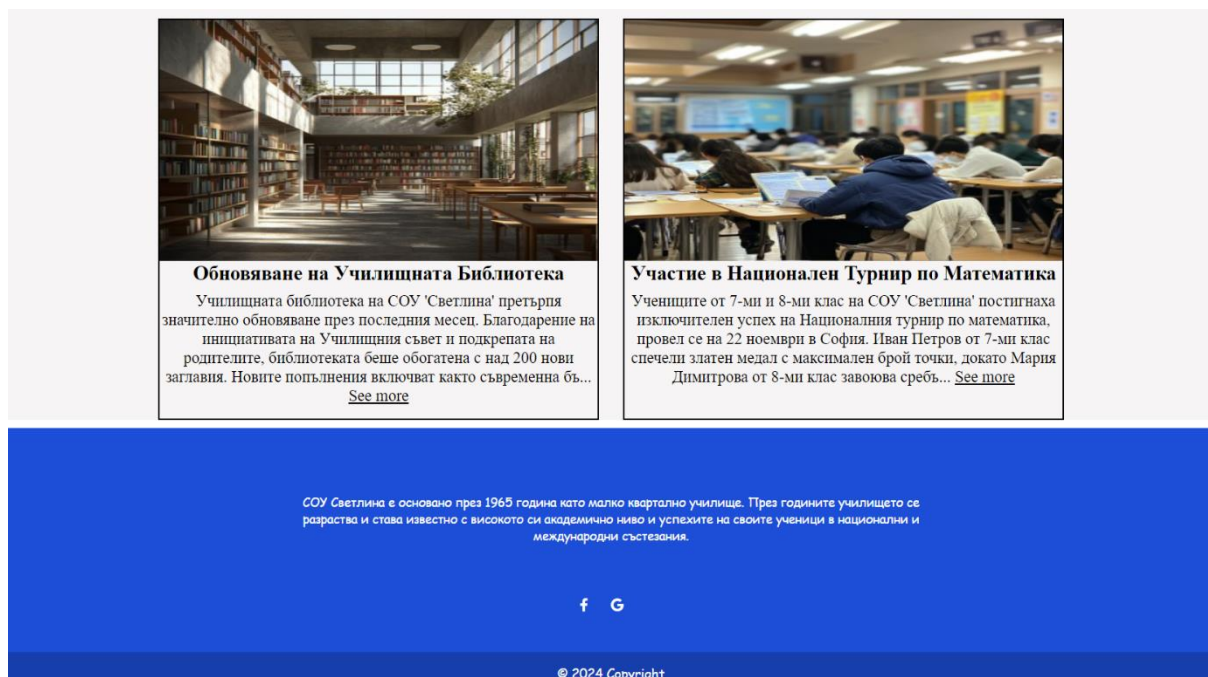 Обновяване на Училищната Библиотека
Училищната библиотека на СОУ 'Светлина' претърпя
значително обновяване през последния месец. Благодарение на
инициативата на Училищния съвет и подкрепата на
родителите, библиотеката беше обогатена с над 200 нови
заглавия. Новите попълнения включват както съвременна бъ...
See more
Участие в Национален Турнир по Математика
Учениците от 7-ми и 8-ми клас на СОУ 'Светлина' постигнаха
изключителен успех на Националния турнир по математика,
провел се на 22 ноември в София. Иван Петров от 7-ми клас
спечели златен медал с максимален брой точки, докато Мария
Димитрова от 8-ми клас завоюва сребъ... See more
СОУ Светлина е основано през 1965 година като малко квартално училище. През годините училището се
разраства и става известно с високото си академично ниво и успехите на своите ученици в национални и
международни състезания.
© 2024 Copyright